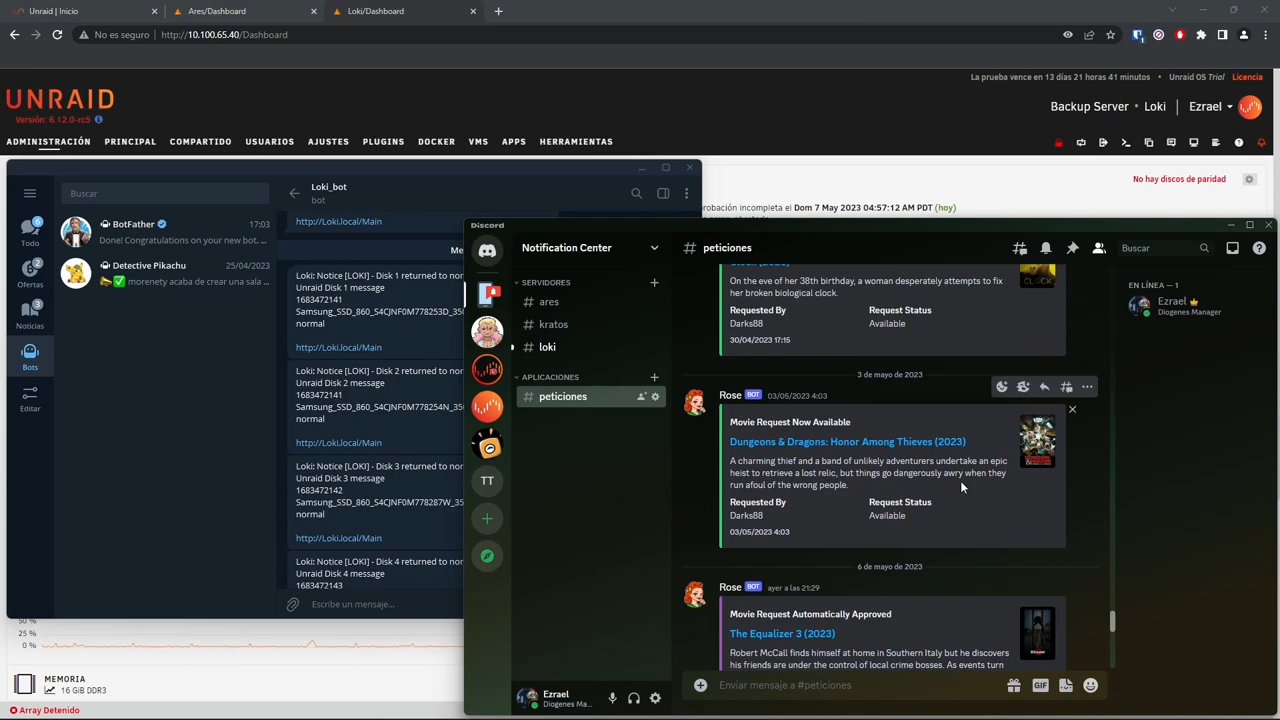 Unraid | Inicio
Ares/Dashboard
Loki/Dashboard
No es seguro
http://10.100.65.40/Dashboard
La prueba vence en 13 días 21 horas 41 minutos • Unraid OS Trial Licencia
UNRAID
Versión: 6.12.0-rc5
Backup Server • Loki
Ezrael
ADMINISTRACIÓN PRINCIPAL COMPARTIDO USUARIOS AJUSTES PLUGINS DOCKER VMS APPS HERRAMIENTAS
No hay discos de paridad
probación incompleta el Dom 7 May 2023 04:57:12 AM PDT (hoy)
Buscar
Loki_bot
bot
http://Loki.local/Main
6
Todo
2
Ofertas
3
Noticias
Bots
Editar
BotFather
17:03
Done! Congratulations on your new bot. ...
Detective Pikachu
25/04/2023
morenety acaba de crear una sala ...
Me
Loki: Notice [LOKI] - Disk 1 returned to nor
Unraid Disk 1 message
1683472141
Samsung_SSD_860_S4CJNF0M778253D_350
normal
http://Loki.local/Main
Loki: Notice [LOKI] - Disk 2 returned to nor
Unraid Disk 2 message
1683472141
Samsung_SSD_860_S4CJNF0M778254N_350
normal
http://Loki.local/Main
Loki: Notice [LOKI] - Disk 3 returned to nor
Unraid Disk 3 message
1683472142
Samsung_SSD_860_S4CJNF0M778287W_35
normal
http://Loki.local/Main
Loki: Notice [LOKI] - Disk 4 returned to nor
Unraid Disk 4 message
1683472143
Escribe un mensaje...
50 %
25 %
0 %
MEMORIA
16 GiB DDR3
Array Detenido
Discord
Notification Center
SERVIDORES
ares
kratos
loki
APLICACIONES
peticiones
TT
Ezrael
Diogenes Ma...
peticiones
Buscar
On the eve of her 38th birthday, a woman desperately attempts to fix
her broken biological clock.
Requested By
Request Status
Darks88
Available
30/04/2023 17:15
3 de mayo de 2023
Rose BOT 03/05/2023 4:03
Movie Request Now Available
Dungeons & Dragons: Honor Among Thieves (2023)
A charming thief and a band of unlikely adventurers undertake an epic
heist to retrieve a lost relic, but things go dangerously awry when they
run afoul of the wrong people.
Requested By
Request Status
Darks88
Available
03/05/2023 4:03
6 de mayo de 2023
Rose BOT ayer a las 21:29
Movie Request Automatically Approved
The Equalizer 3 (2023)
Robert McCall finds himself at home in Southern Italy but he discovers
his friends are under the control of local crime bosses. As events turn
Enviar mensaje a #peticiones
GIF
EN LÍNEA — 1
Ezrael
Diogenes Manager